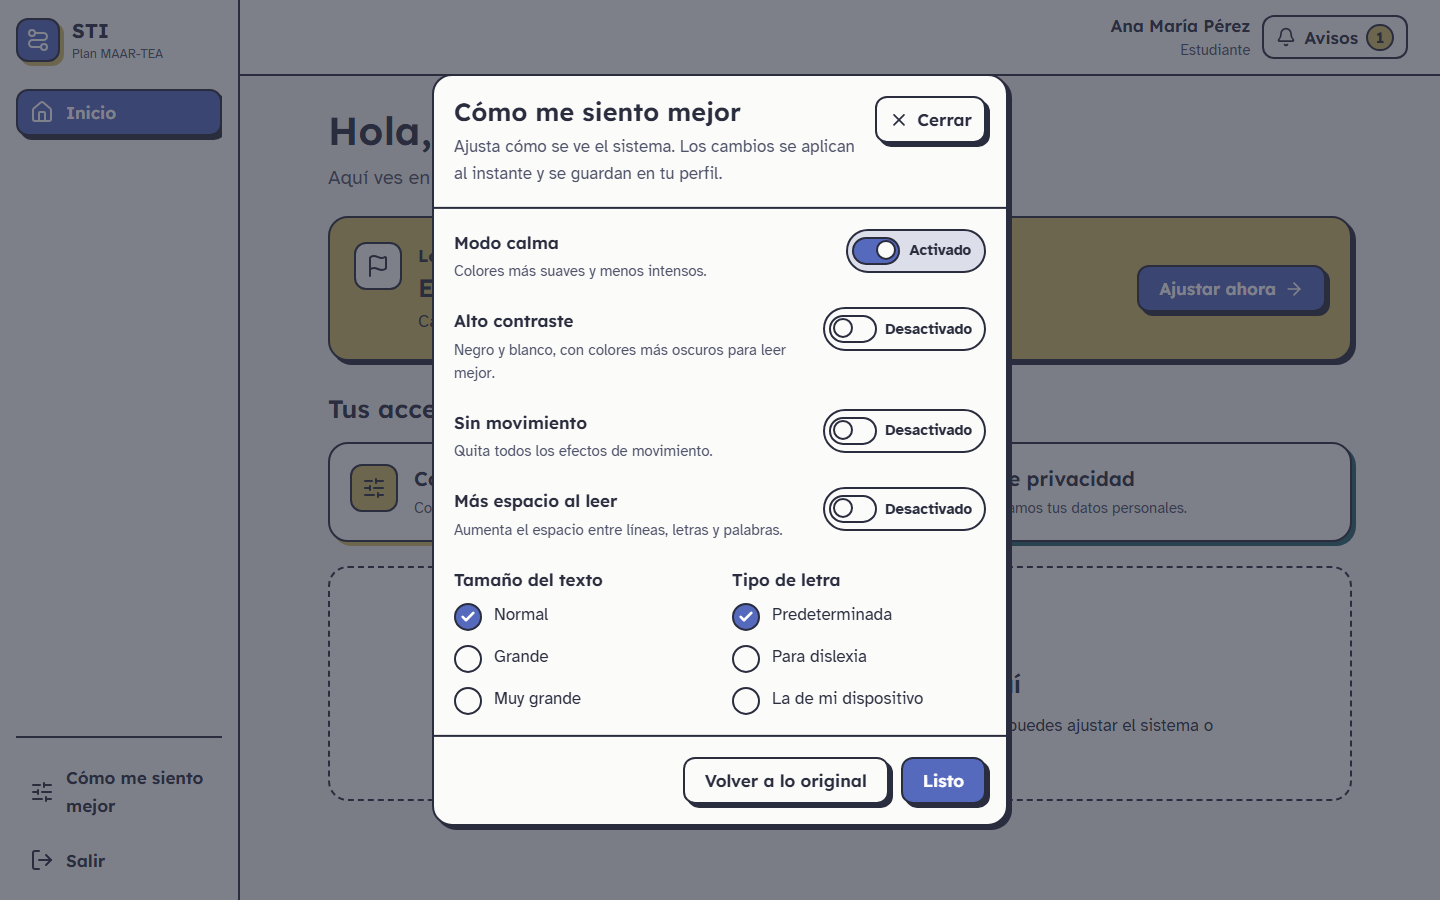 STI
Plan MAAR-TEA
Inicio
Ana María Pérez
Estudiante
Avisos 1
Hola,
Aquí ves en
Ajustar ahora
Tus acce
e privacidad
amos tus datos personales.
puedes ajustar el sistema o
Cómo me siento mejor
Cerrar
Ajusta cómo se ve el sistema. Los cambios se aplican
al instante y se guardan en tu perfil.
Modo calma
Activado
Colores más suaves y menos intensos.
Alto contraste
Desactivado
Negro y blanco, con colores más oscuros para leer
mejor.
Sin movimiento
Desactivado
Quita todos los efectos de movimiento.
Más espacio al leer
Desactivado
Aumenta el espacio entre líneas, letras y palabras.
Tamaño del texto
Normal
Grande
Muy grande
Tipo de letra
Predeterminada
Para dislexia
La de mi dispositivo
Volver a lo original
Listo
Cómo me siento
mejor
Salir